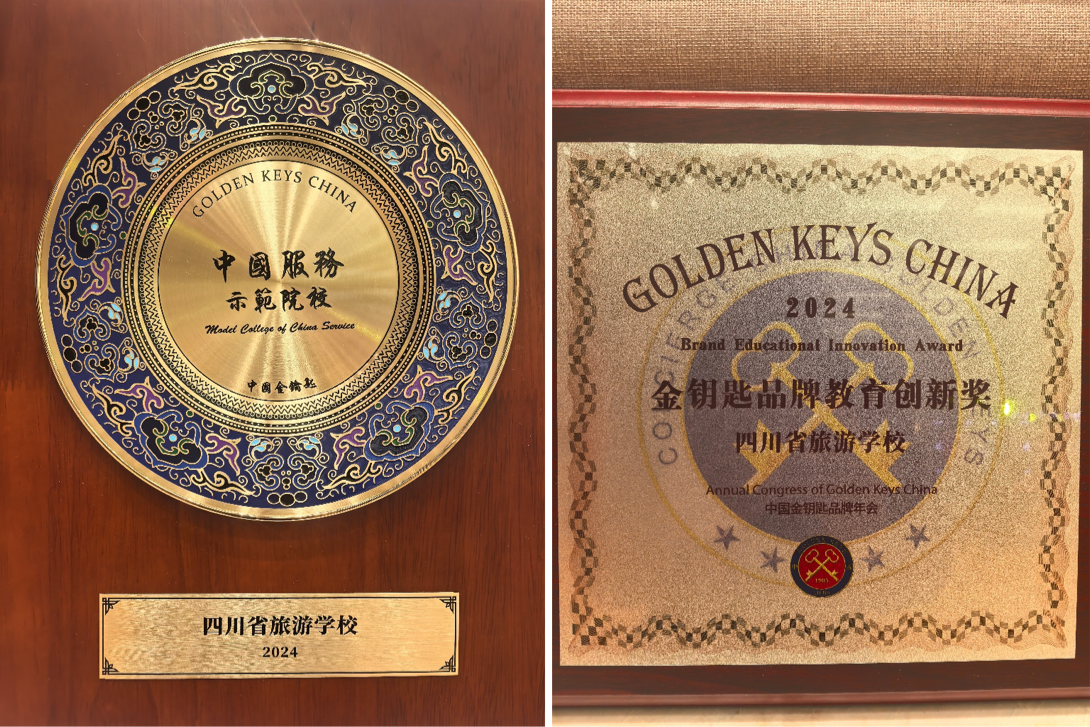 GOLDEN KEYS CHINA
中國服務
示範院校
Model College of China Service
中国金鑰匙
四川省旅游学校
2024
GOLDEN KEYS CHINA
2024
Brand Educational Innovation Award
金钥匙品牌教育创新奖
四川省旅游学校
Annual Congress of Golden Keys China
中国金钥匙品牌年会